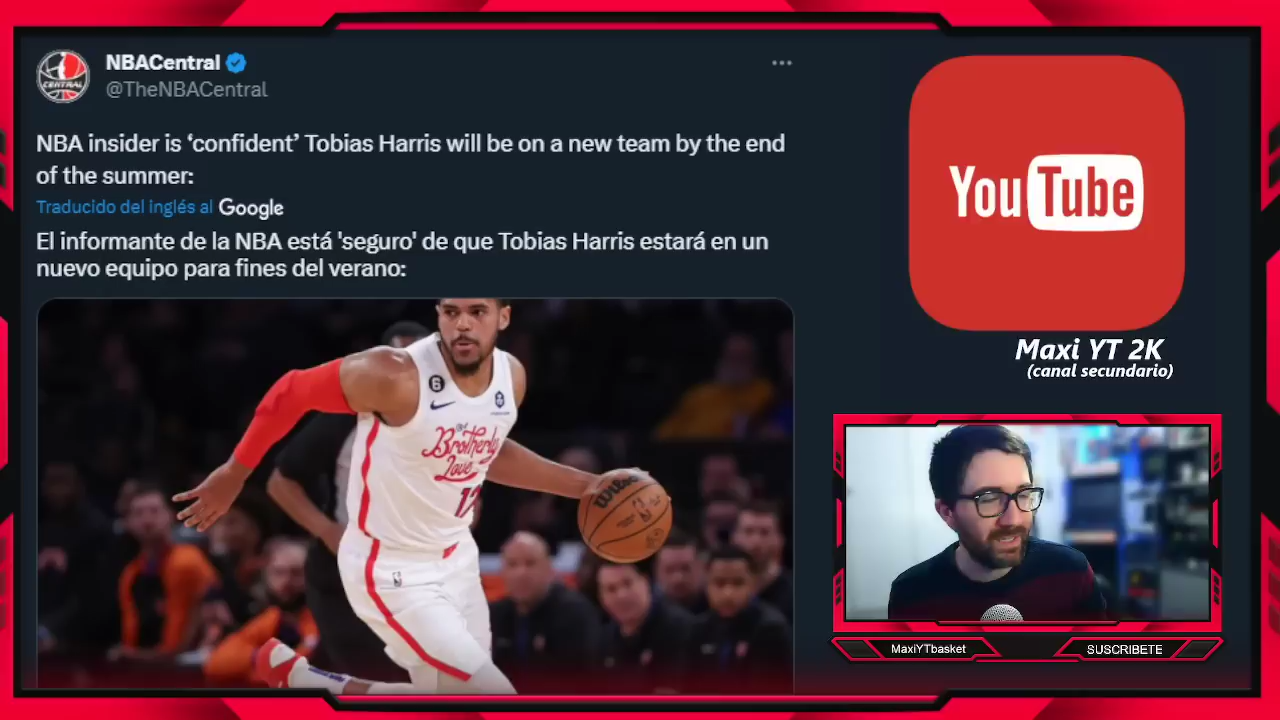 NBACentral
@TheNBACentral
NBA insider is ‘confident’ Tobias Harris will be on a new team by the end
of the summer:
Traducido del inglés al Google
El informante de la NBA está 'seguro' de que Tobias Harris estará en un
nuevo equipo para fines del verano:
CENTRAL
6
Brotherly
Love
12
Wilson
YouTube
Maxi YT 2K
(canal secundario)
MaxiYTbasket
SUSCRIBETE